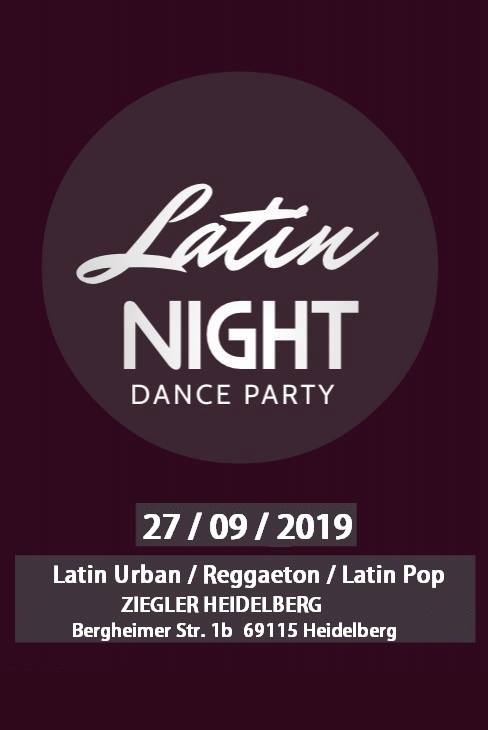 Latin
NIGHT
DANCE PARTY
27 / 09 / 2019
Latin Urban / Reggaeton / Latin Pop
ZIEGLER HEIDELBERG
Bergheimer Str. 1b 69115 Heidelberg